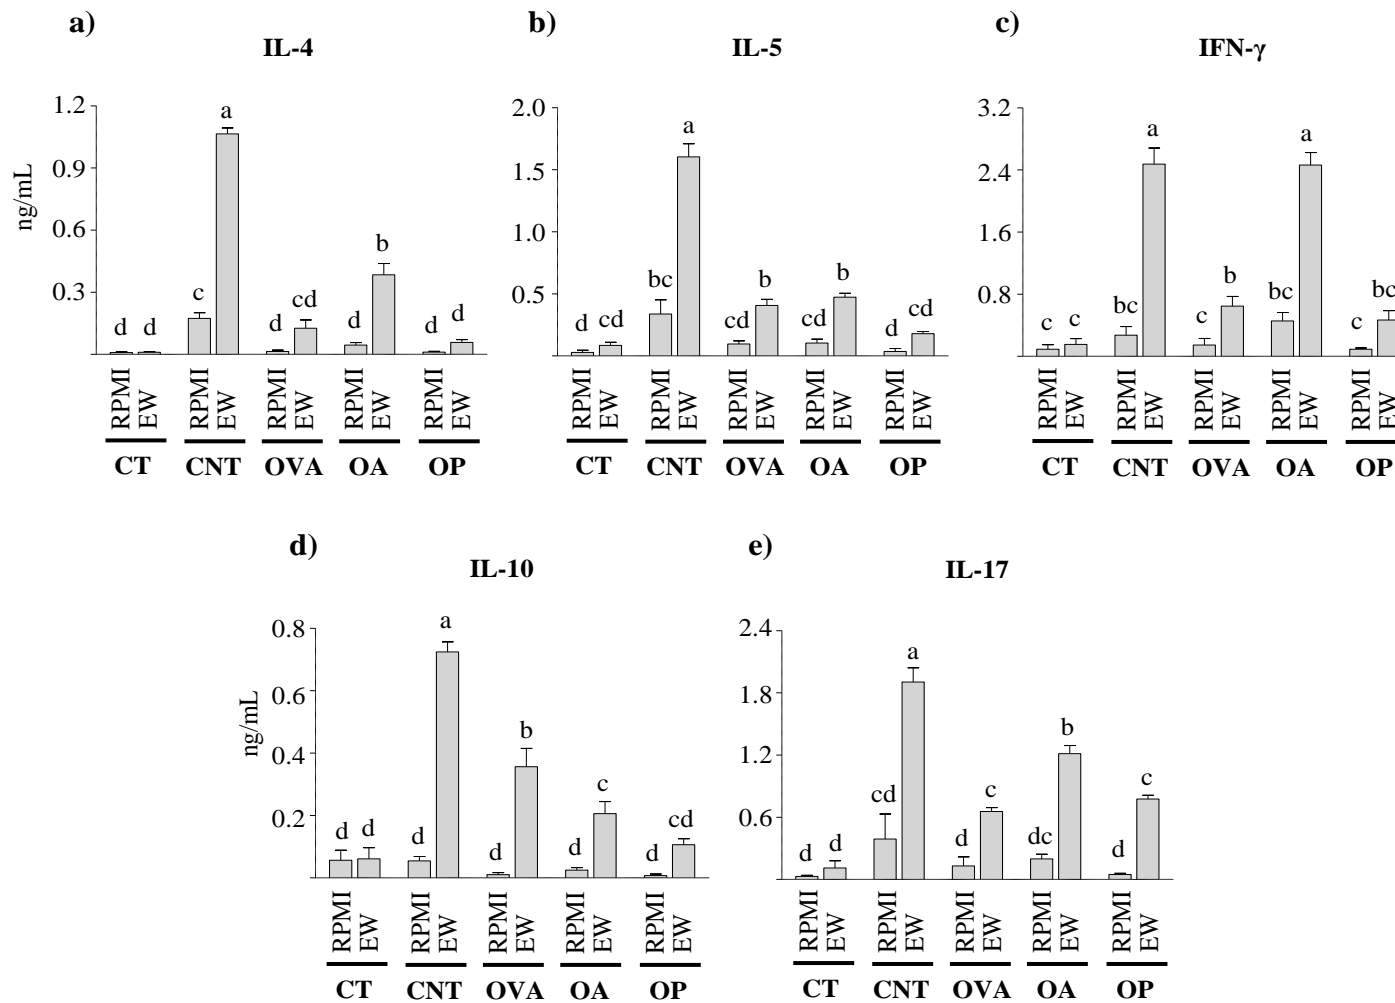 a)
IL-4
ng/mL
1.2
0.9
0.6
0.3
d d c a d cd d b d d
RPMI EW RPMI EW RPMI EW RPMI EW RPMI EW
CT CNT OVA OA OP
b)
IL-5
2.0
1.5
1.0
0.5
d cd bc a cd b cd b d cd
RPMI EW RPMI EW RPMI EW RPMI EW RPMI EW
CT CNT OVA OA OP
c)
IFN-γ
3.2
2.4
1.6
0.8
c c bc a c b bc a c bc
RPMI EW RPMI EW RPMI EW RPMI EW RPMI EW
CT CNT OVA OA OP
d)
IL-10
ng/mL
0.8
0.6
0.4
0.2
d d d a d b d c d cd
RPMI EW RPMI EW RPMI EW RPMI EW RPMI EW
CT CNT OVA OA OP
e)
IL-17
2.4
1.8
1.2
0.6
d d cd a d c dc b d c
RPMI EW RPMI EW RPMI EW RPMI EW RPMI EW
CT CNT OVA OA OP